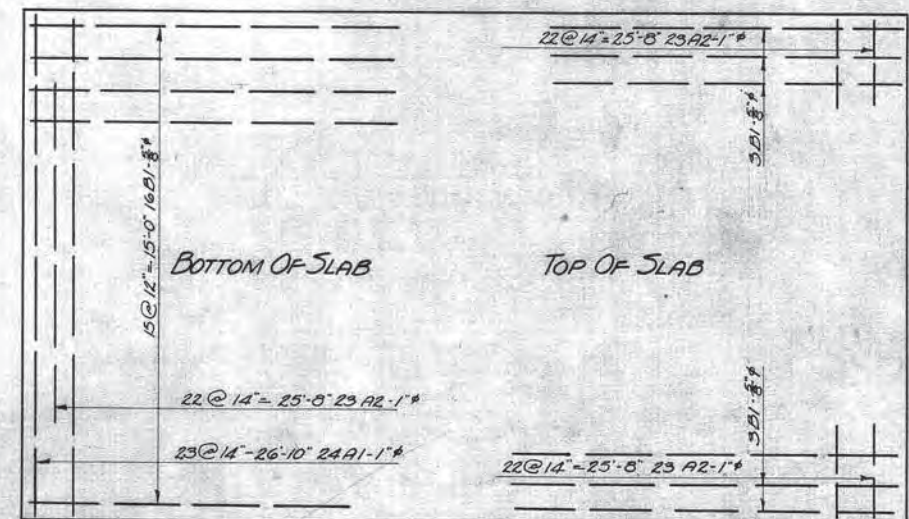 22@14"=25'-8" 23A2-1"⌀
3B1-5/8"⌀
15@12"=15'-0" 16B1-5/8"⌀
BOTTOM OF SLAB
TOP OF SLAB
22@14"=25'-8" 23A2-1"⌀
3B1-5/8"⌀
23@14"-26'-10" 24A1-1"⌀
22@14"=25'-8" 23A2-1"⌀